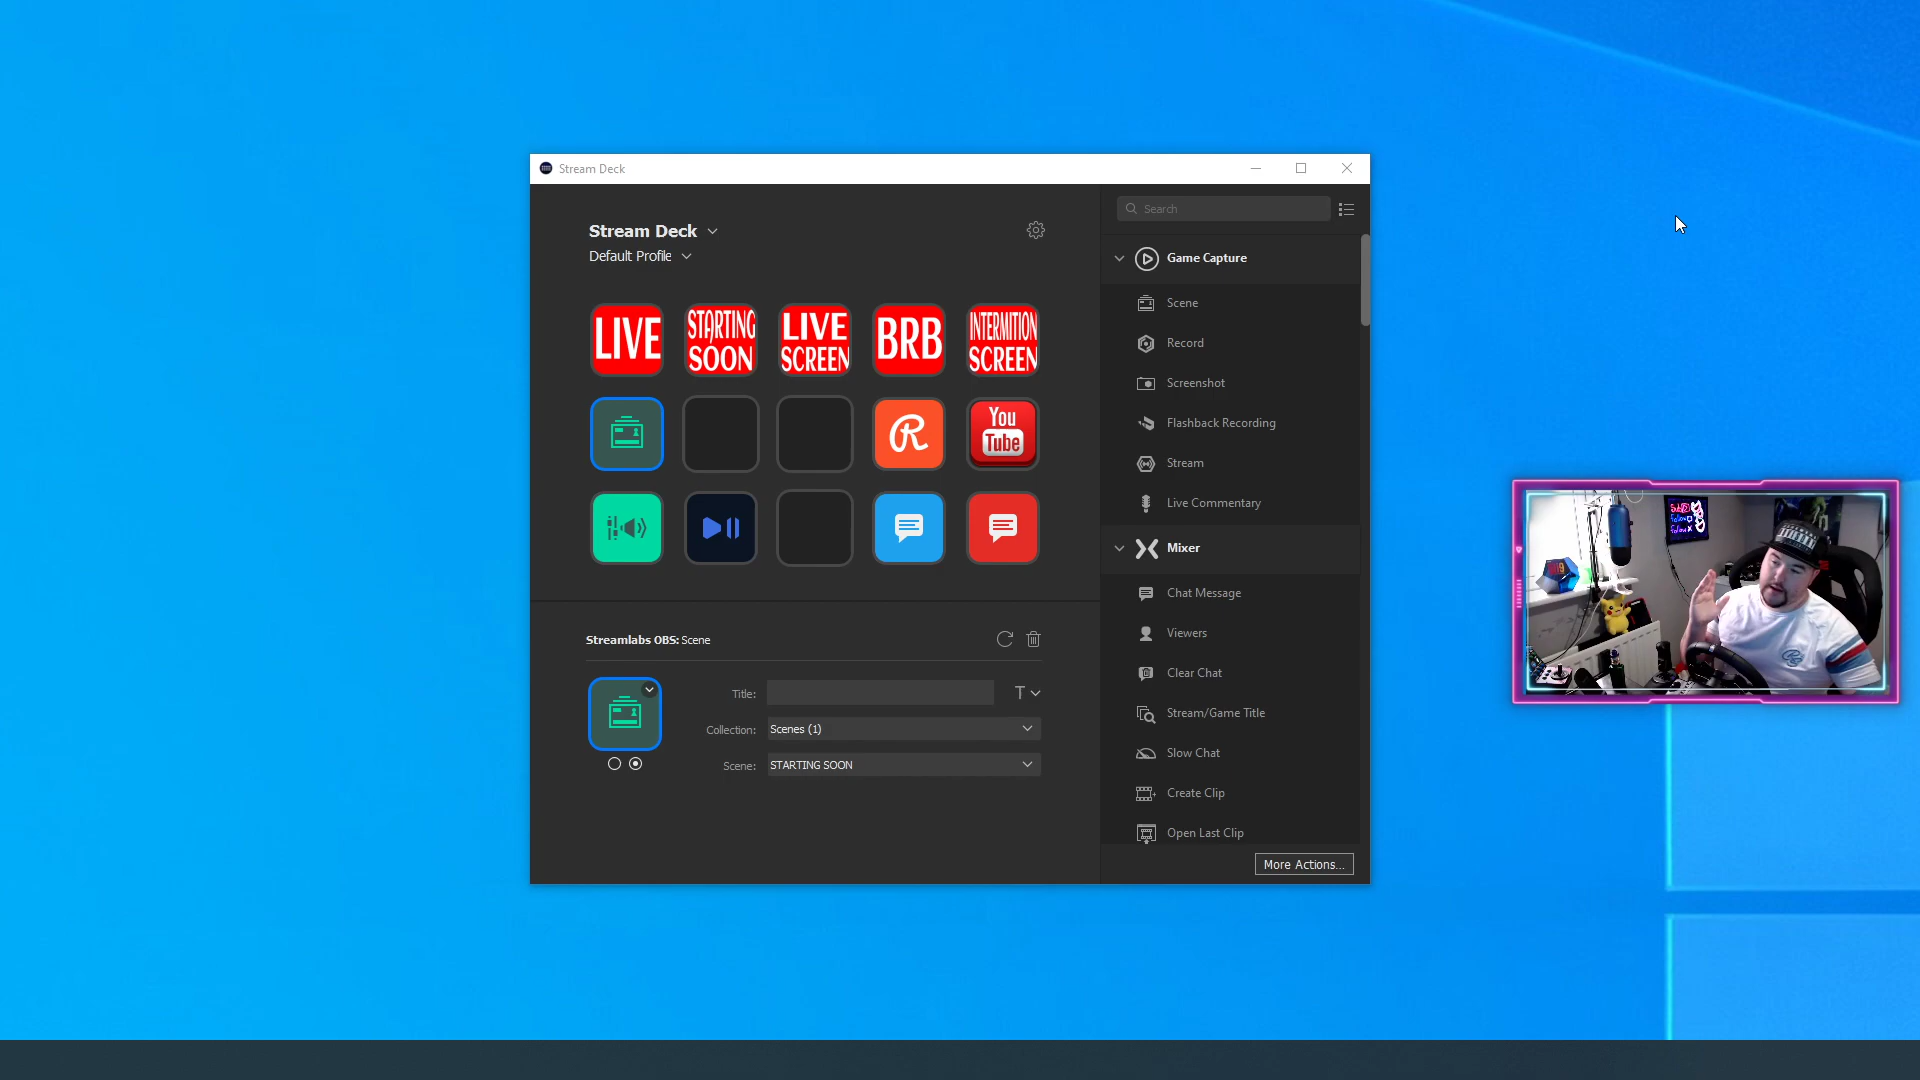 Stream Deck
Search
Stream Deck
Default Profile
LIVE
STARTING
SOON
LIVE
SCREEN
BRB
INTERMITION
SCREEN
R
You
Tube
Game Capture
Scene
Record
Screenshot
Flashback Recording
Stream
Live Commentary
Mixer
Chat Message
Viewers
Clear Chat
Stream/Game Title
Slow Chat
Create Clip
Open Last Clip
More Actions...
Streamlabs OBS: Scene
Title:
T
Collection:
Scenes (1)
Scene:
STARTING SOON